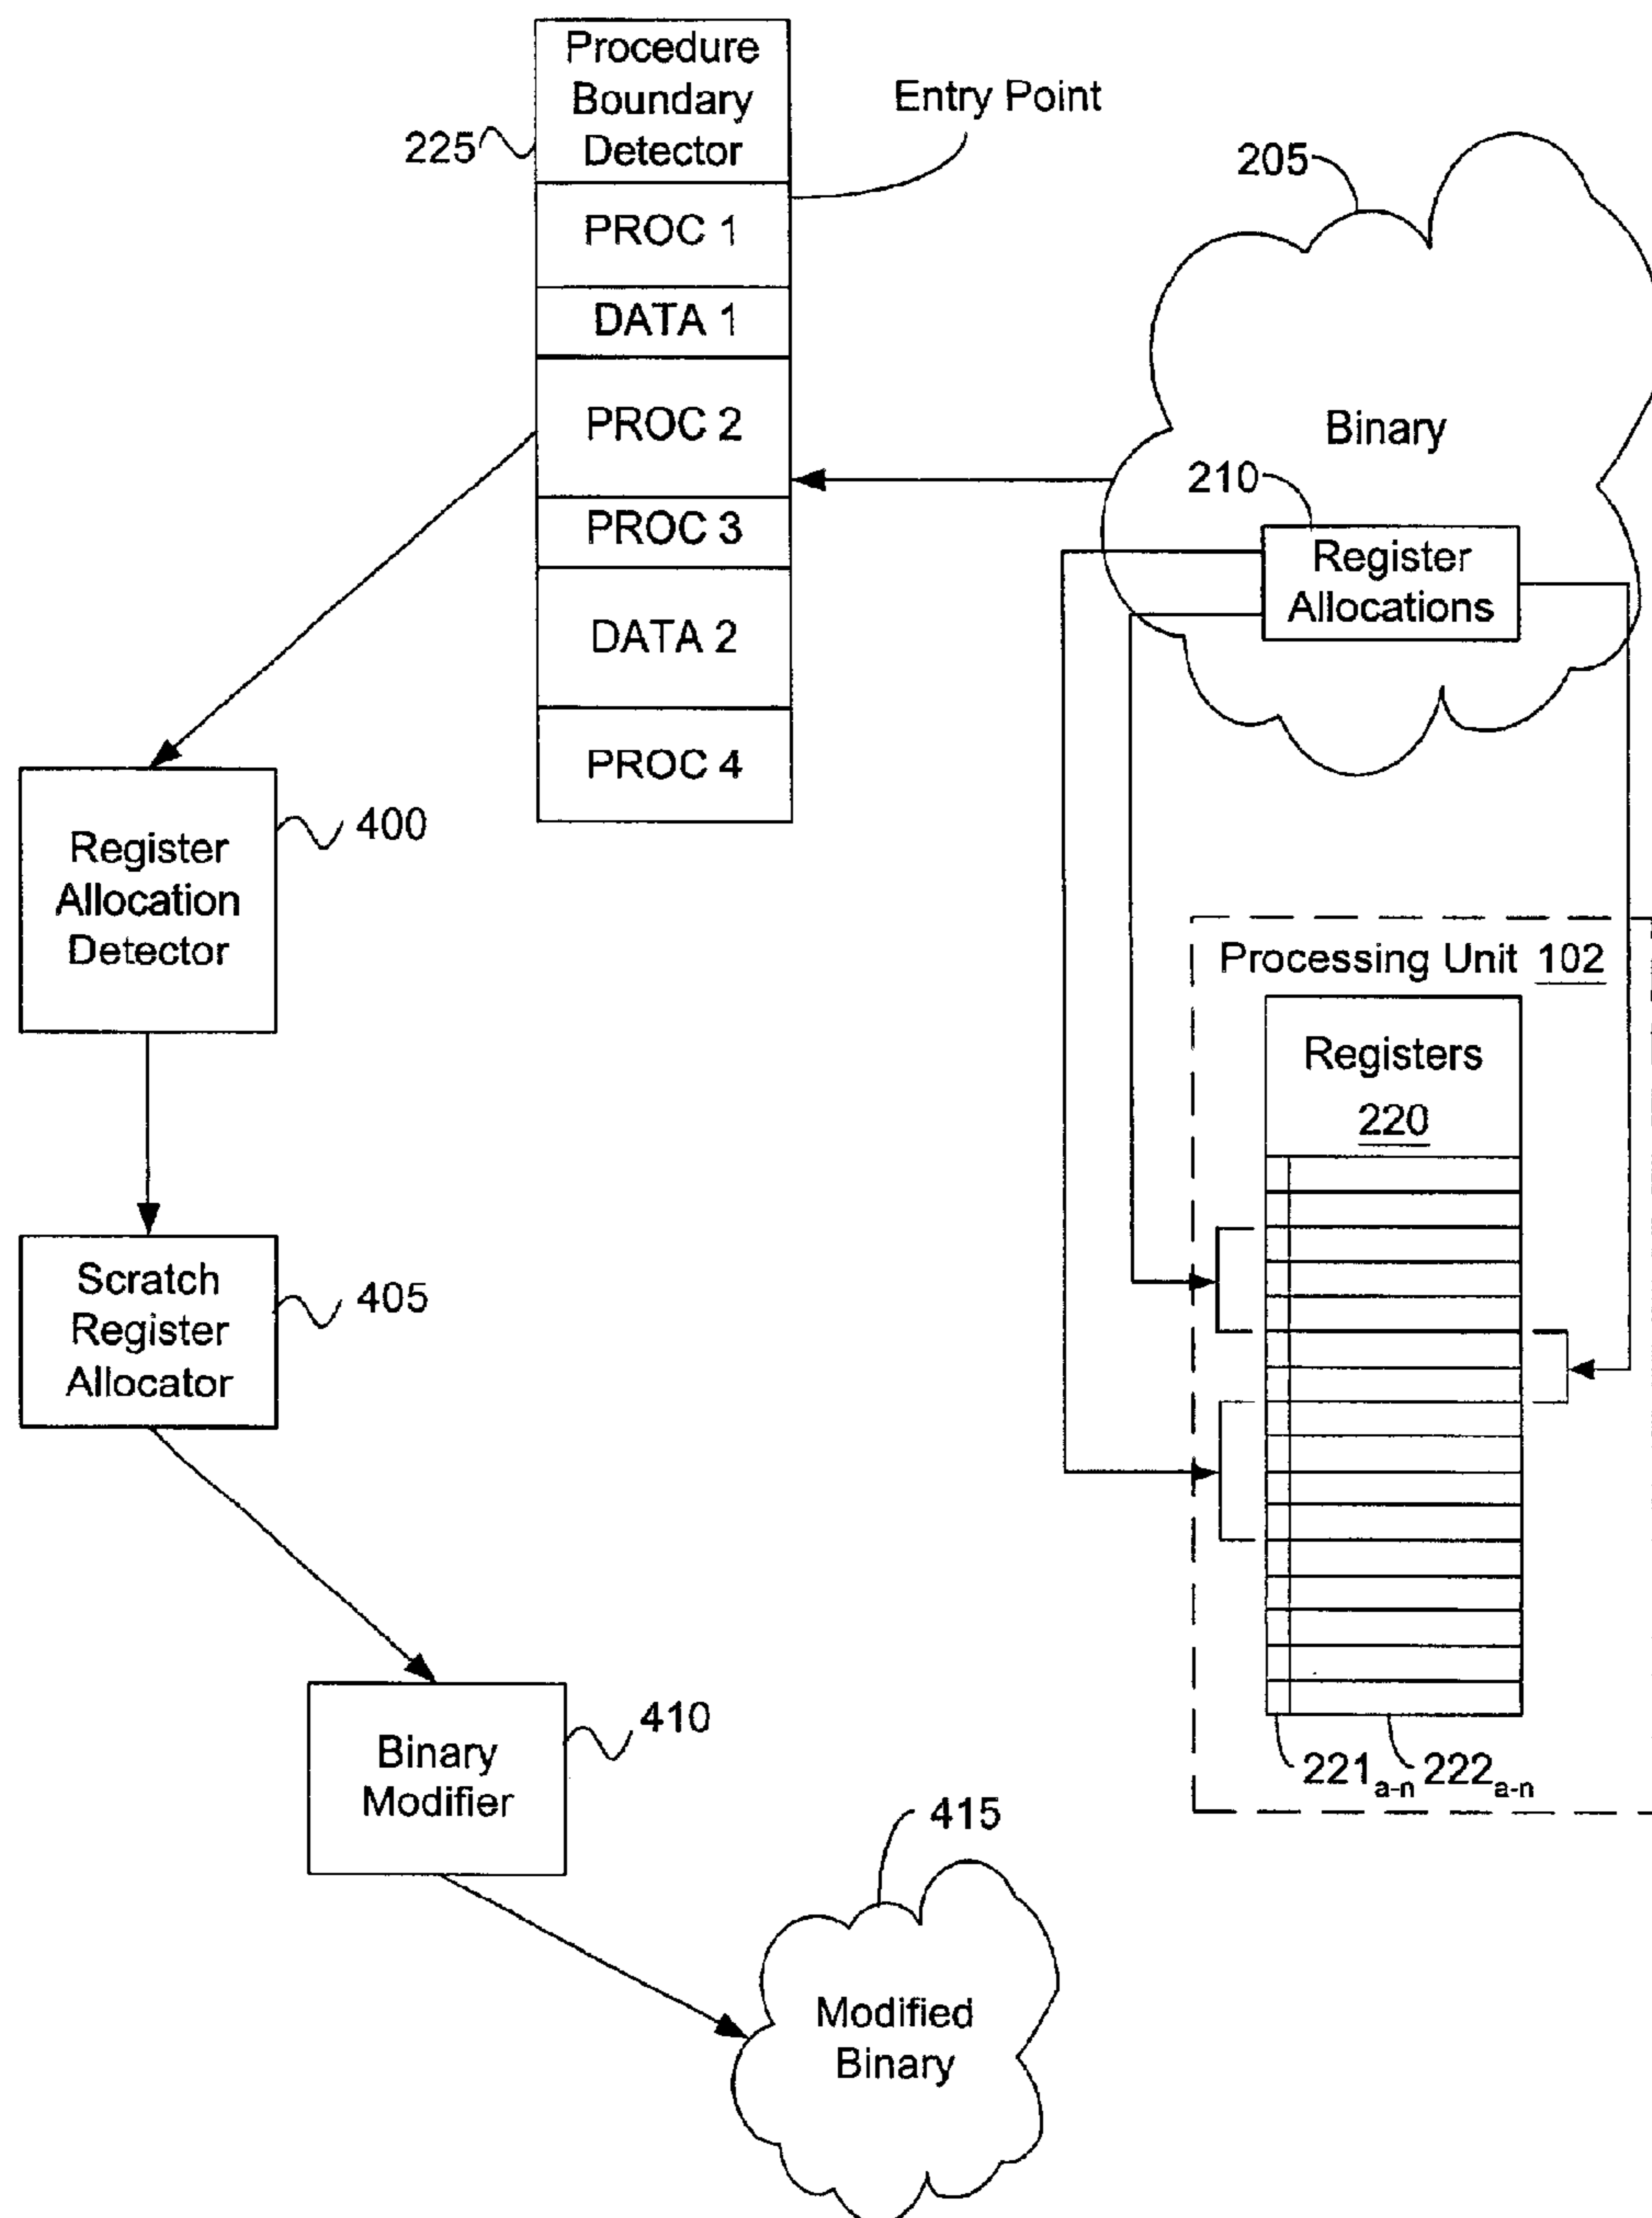 Procedure
Boundary
Detector
225
Entry Point
PROC 1
DATA 1
PROC 2
PROC 3
DATA 2
PROC 4
205
Binary
210
Register
Allocations
400
Register
Allocation
Detector
Processing Unit 102
Registers
220
405
Scratch
Register
Allocator
410
Binary
Modifier
221a-n 222a-n
415
Modified
Binary